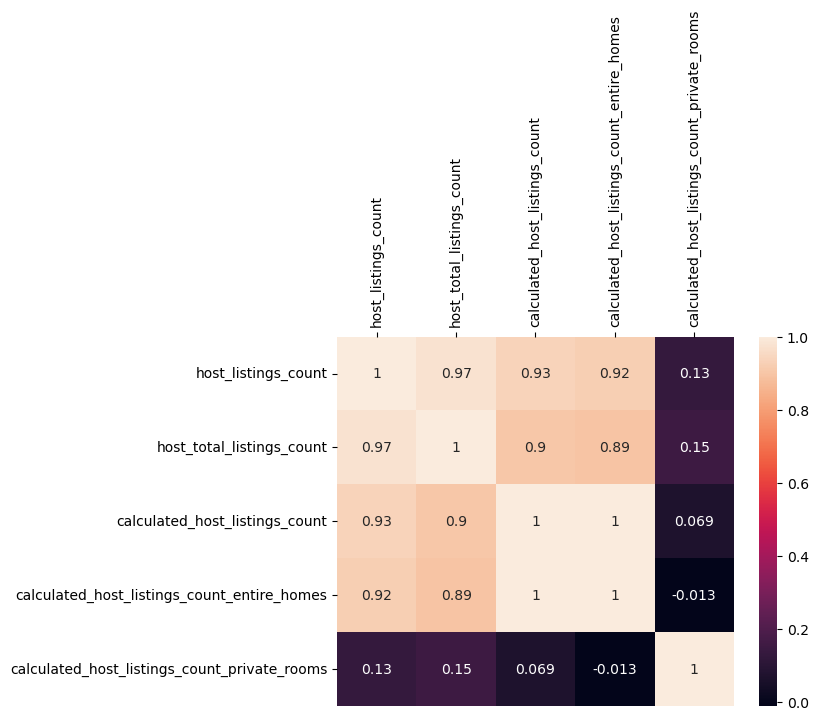 host_listings_count
host_total_listings_count
calculated_host_listings_count
calculated_host_listings_count_entire_homes
calculated_host_listings_count_private_rooms
host_listings_count 1 0.97 0.93 0.92 0.13
host_total_listings_count 0.97 1 0.9 0.89 0.15
calculated_host_listings_count 0.93 0.9 1 1 0.069
calculated_host_listings_count_entire_homes 0.92 0.89 1 1 -0.013
calculated_host_listings_count_private_rooms 0.13 0.15 0.069 -0.013 1
1.0
0.8
0.6
0.4
0.2
0.0